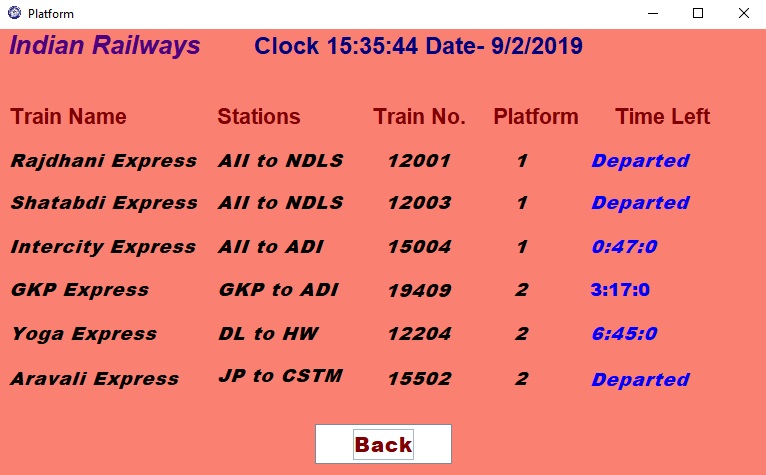 Platform
Indian Railways Clock 15:35:44 Date- 9/2/2019
Train Name Stations Train No. Platform Time Left
Rajdhani Express AII to NDLS 12001 1 Departed
Shatabdi Express AII to NDLS 12003 1 Departed
Intercity Express AII to ADI 15004 1 0:47:0
GKP Express GKP to ADI 19409 2 3:17:0
Yoga Express DL to HW 12204 2 6:45:0
Aravali Express JP to CSTM 15502 2 Departed
Back